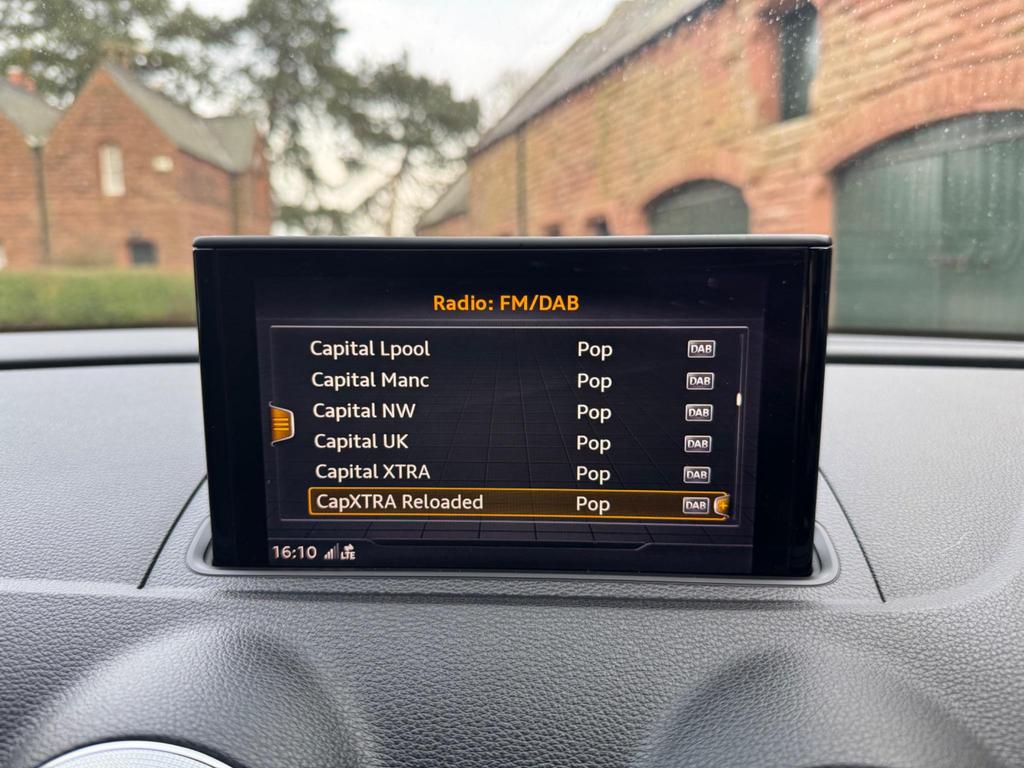 Radio: FM/DAB
Capital Lpool Pop DAB
Capital Manc Pop DAB
Capital NW Pop DAB
Capital UK Pop DAB
Capital XTRA Pop DAB
CapXTRA Reloaded Pop DAB
16:10 LTE